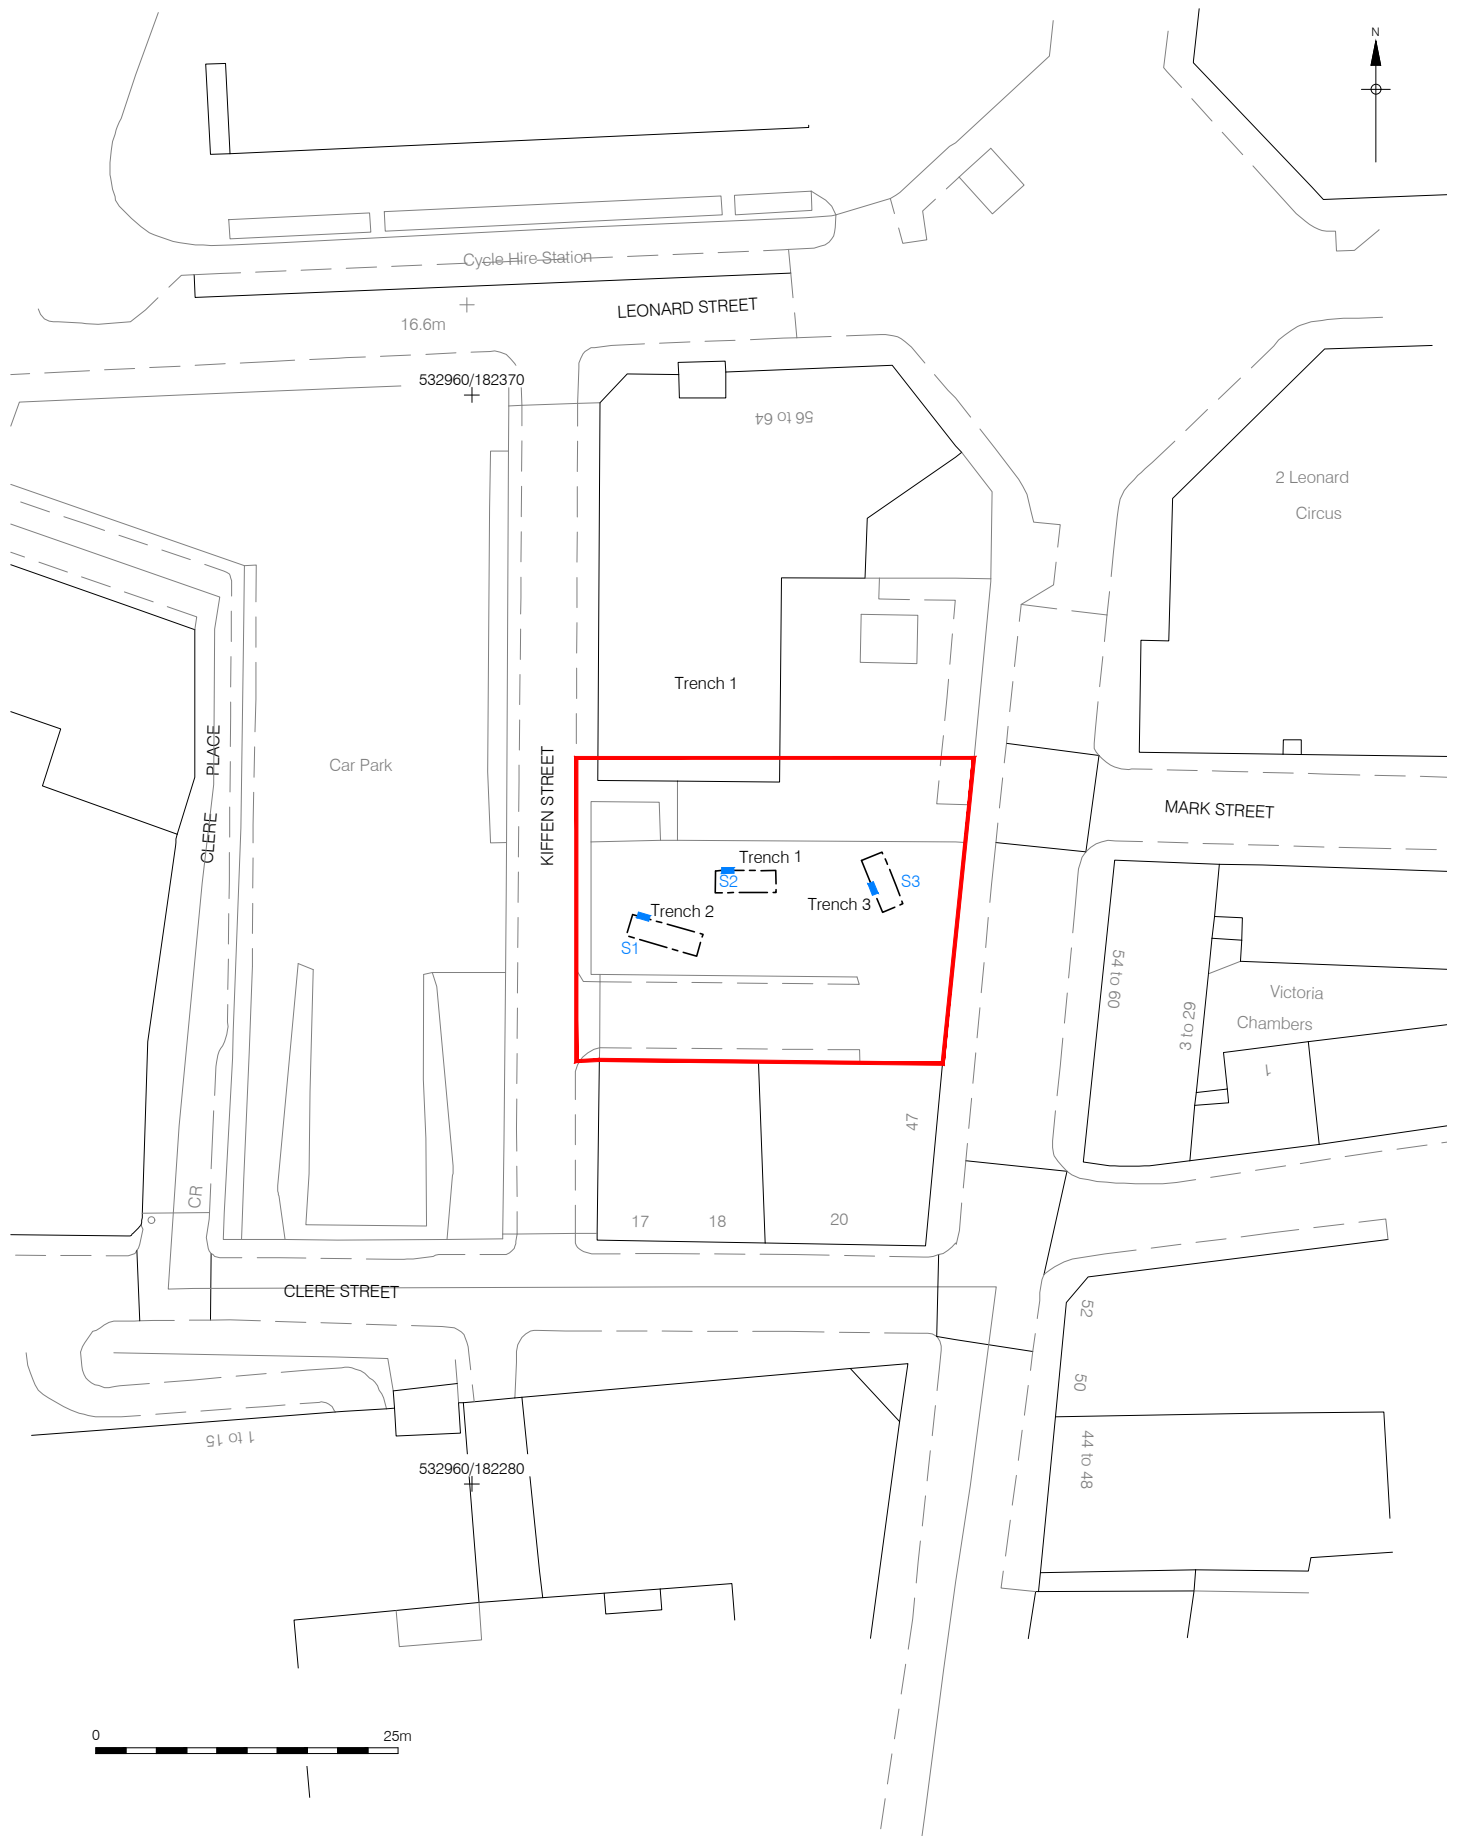 N
Cycle Hire Station
LEONARD STREET
16.6m
532960/182370
56 to 64
2 Leonard
Circus
Trench 1
CLERE PLACE
Car Park
KIFFEN STREET
MARK STREET
Trench 1
S2
S3
Trench 3
Trench 2
S1
54 to 60
3 to 29
Victoria
Chambers
1
47
CR
17
18
20
CLERE STREET
52
50
1 to 15
44 to 48
532960/182280
0
25m